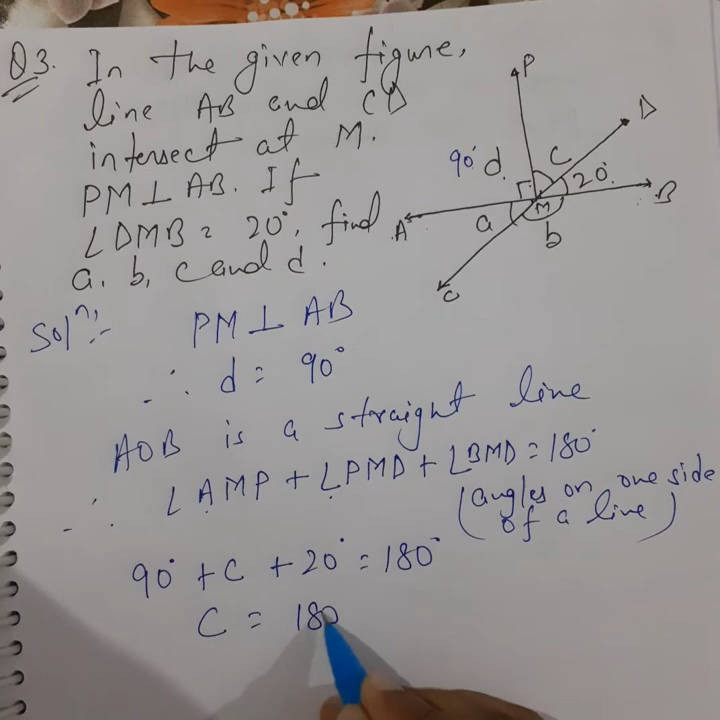 Q3. In the given figure,
line AB and CD
intersect at M.
PM ⊥ AB. If
∠DMB = 20°, find
a, b, c and d.
P
D
c
90° d
20°
B
A
a
M
b
C
Solⁿ:- PM ⊥ AB
∴ d = 90°
AOB is a straight line
∴ ∠AMP + ∠PMD + ∠BMD = 180°
(angles on one side
of a line)
90° + c + 20° = 180°
c = 180